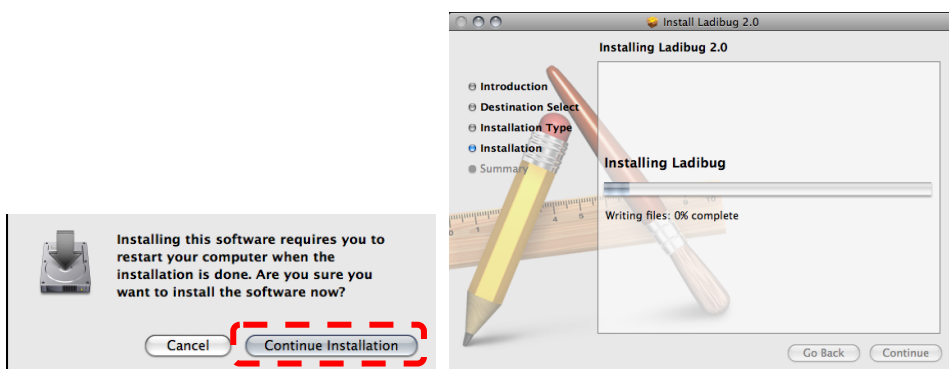 Installing this software requires you to
restart your computer when the
installation is done. Are you sure you
want to install the software now?
Cancel
Continue Installation
Install Ladibug 2.0
Installing Ladibug 2.0
Introduction
Destination Select
Installation Type
Installation
Summary
Installing Ladibug
Writing files: 0% complete
Go Back
Continue